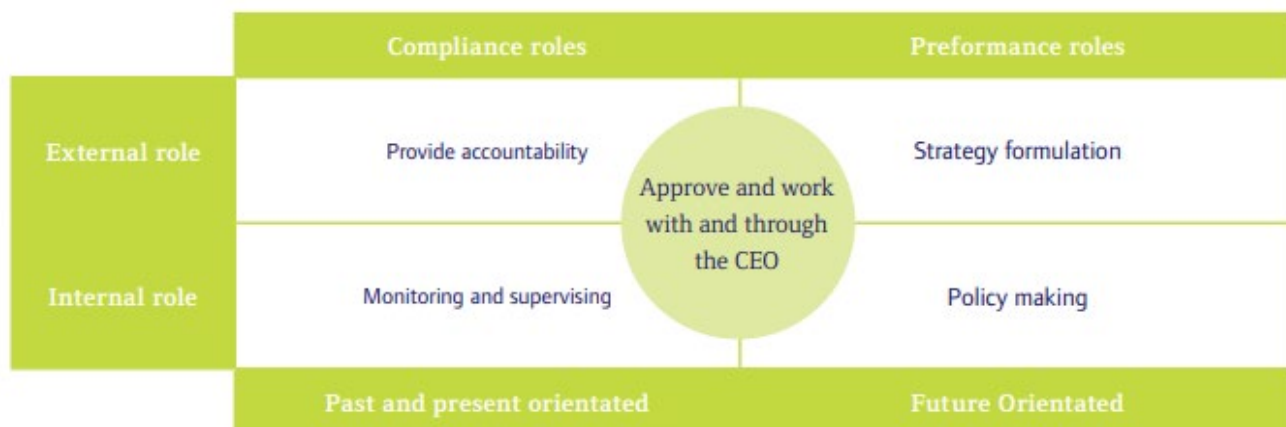 Compliance roles
Preformance roles
External role
Provide accountability
Strategy formulation
Approve and work
with and through
the CEO
Internal role
Monitoring and supervising
Policy making
Past and present orientated
Future Orientated